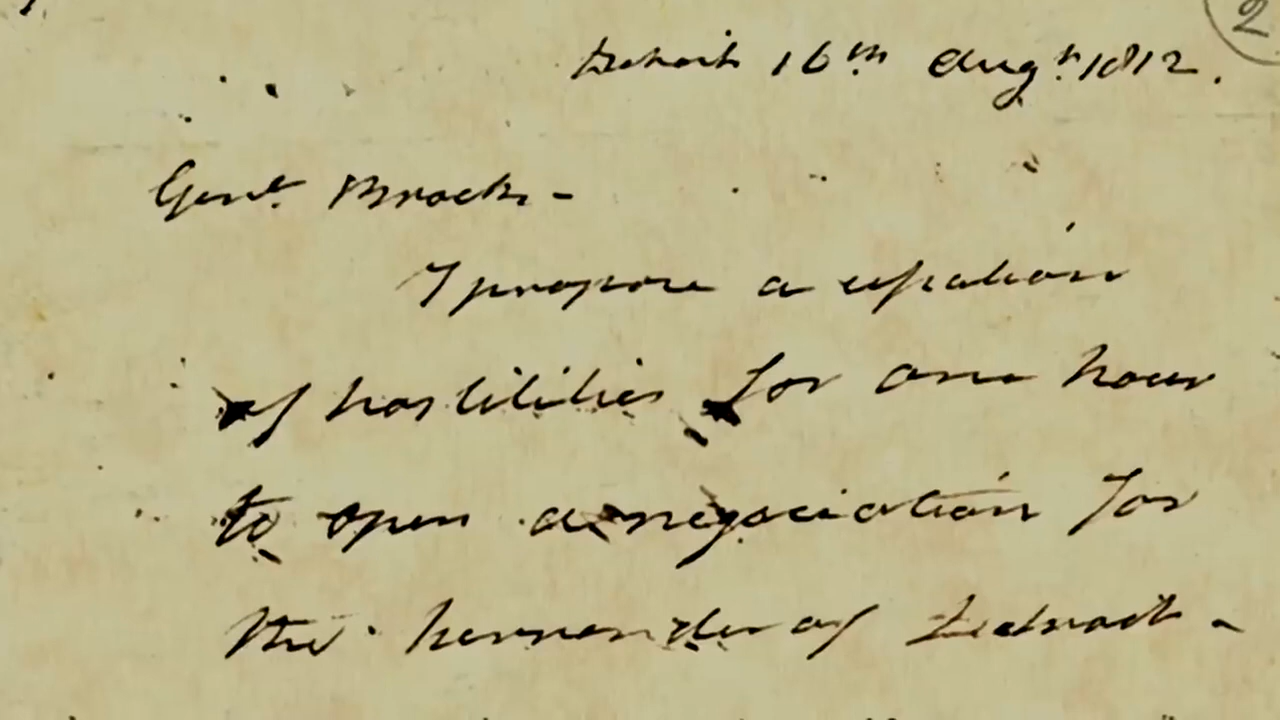 2
Detroit 16th Augt 1812.
Genl. Brock -
I propose a cessation
of hostilities for one hour
to open a negociation for
the surrender of Detroit -